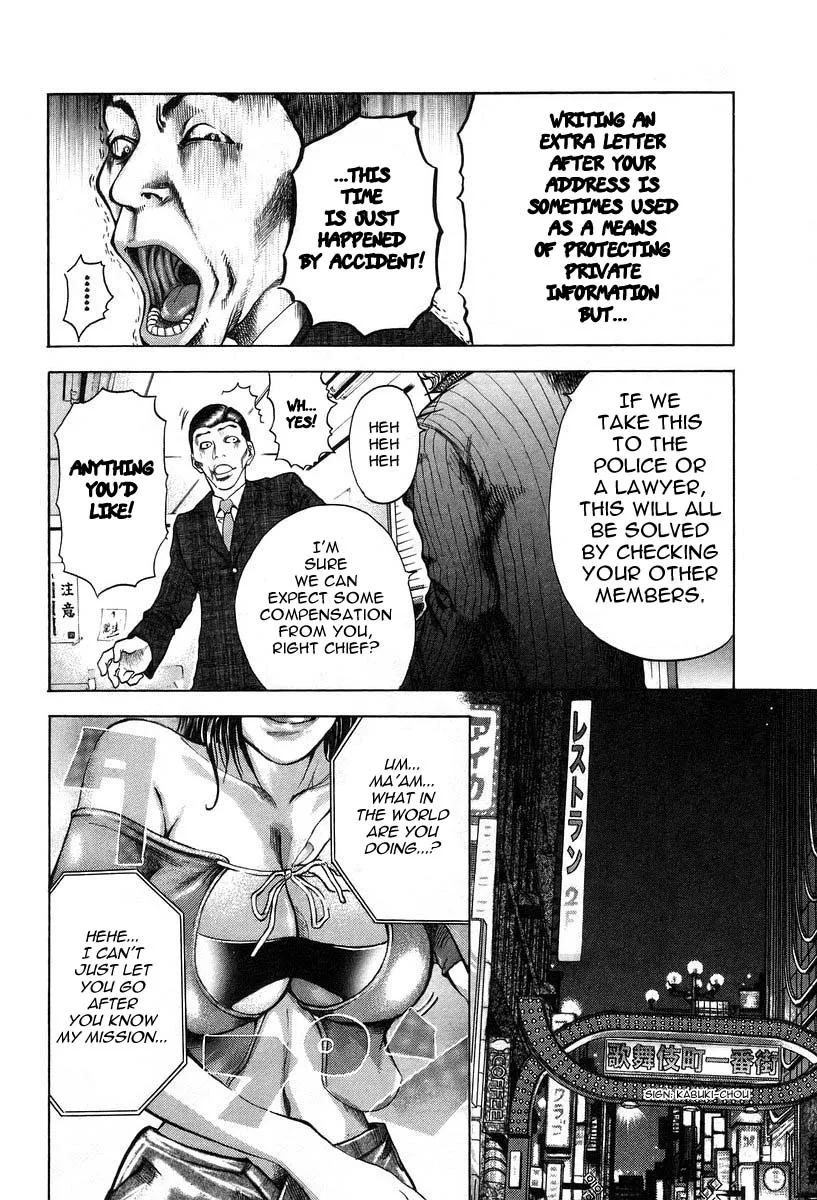 WRITING AN
EXTRA LETTER
AFTER YOUR
ADDRESS IS
SOMETIMES USED
AS A MEANS
OF PROTECTING
PRIVATE
INFORMATION
BUT...
...THIS
TIME
IS JUST
HAPPENED
BY ACCIDENT!
......
IF WE
TAKE THIS
TO THE
POLICE OR
A LAWYER,
THIS WILL ALL
BE SOLVED
BY CHECKING
YOUR OTHER
MEMBERS.
HEH
HEH
HEH
I'M
SURE
WE CAN
EXPECT SOME
COMPENSATION
FROM YOU,
RIGHT CHIEF?
WH...
YES!
ANYTHING
YOU'D
LIKE!
注意
レストラン
2F
アイカ
歌舞伎町一番街
SIGN: KABUKI-CHOU
COFFEE
UM...
MA'AM...
WHAT IN
THE WORLD
ARE YOU
DOING...?
HEHE...
I CAN'T
JUST LET
YOU GO
AFTER
YOU KNOW
MY MISSION...